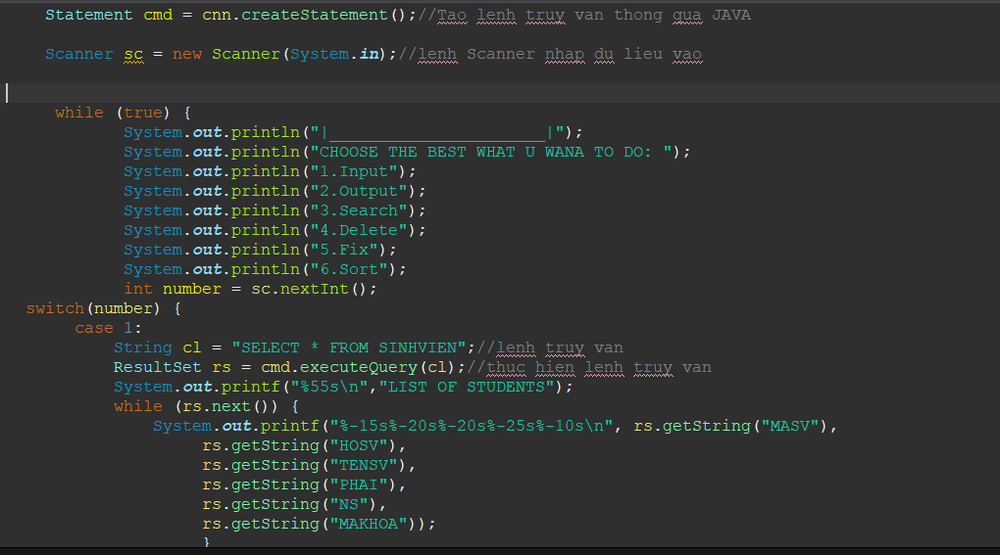 Statement cmd = cnn.createStatement();//Tao lenh truy van thong qua JAVA
Scanner sc = new Scanner(System.in);//lenh Scanner nhap du lieu vao
while (true) {
System.out.println("|______________________|");
System.out.println("CHOOSE THE BEST WHAT U WANA TO DO: ");
System.out.println("1.Input");
System.out.println("2.Output");
System.out.println("3.Search");
System.out.println("4.Delete");
System.out.println("5.Fix");
System.out.println("6.Sort");
int number = sc.nextInt();
switch(number) {
case 1:
String cl = "SELECT * FROM SINHVIEN";//lenh truy van
ResultSet rs = cmd.executeQuery(cl);//thuc hien lenh truy van
System.out.printf("%55s\n","LIST OF STUDENTS");
while (rs.next()) {
System.out.printf("%-15s%-20s%-20s%-25s%-10s\n", rs.getString("MASV"),
rs.getString("HOSV"),
rs.getString("TENSV"),
rs.getString("PHAI"),
rs.getString("NS"),
rs.getString("MAKHOA"));
}